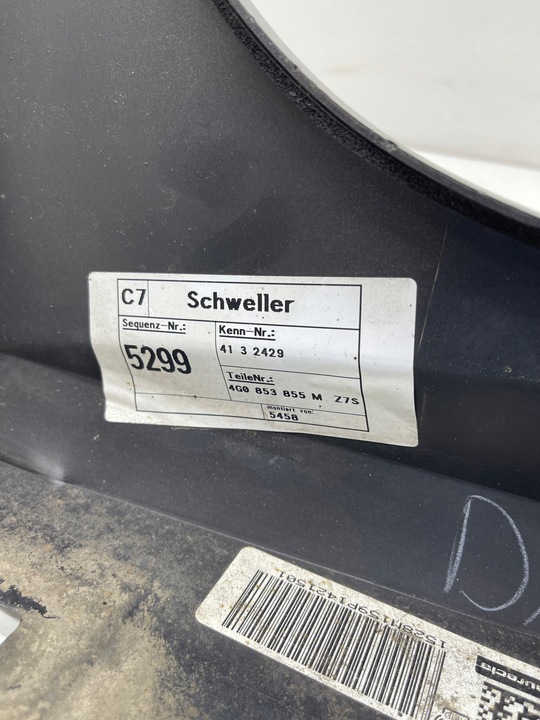 C7 Schweller
Sequenz-Nr.: Kenn-Nr.:
5299 41 3 2429
TeileNr.:
4G0 853 855 M Z7S
montiert von:
5458
D